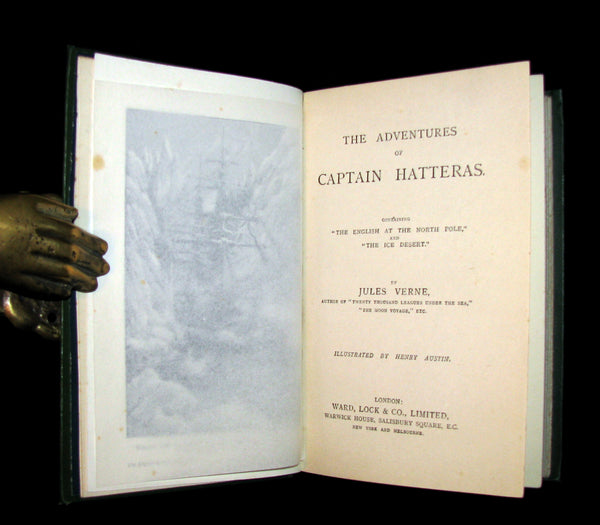 THE ADVENTURES
OF
CAPTAIN HATTERAS.
CONTAINING
"THE ENGLISH AT THE NORTH POLE,"
AND
"THE ICE DESERT."
BY
JULES VERNE,
AUTHOR OF "TWENTY THOUSAND LEAGUES UNDER THE SEA,"
"THE MOON VOYAGE," ETC.
ILLUSTRATED BY HENRY AUSTIN.
LONDON:
WARD, LOCK & CO., LIMITED,
WARWICK HOUSE, SALISBURY SQUARE, E.C.
NEW YORK AND MELBOURNE.